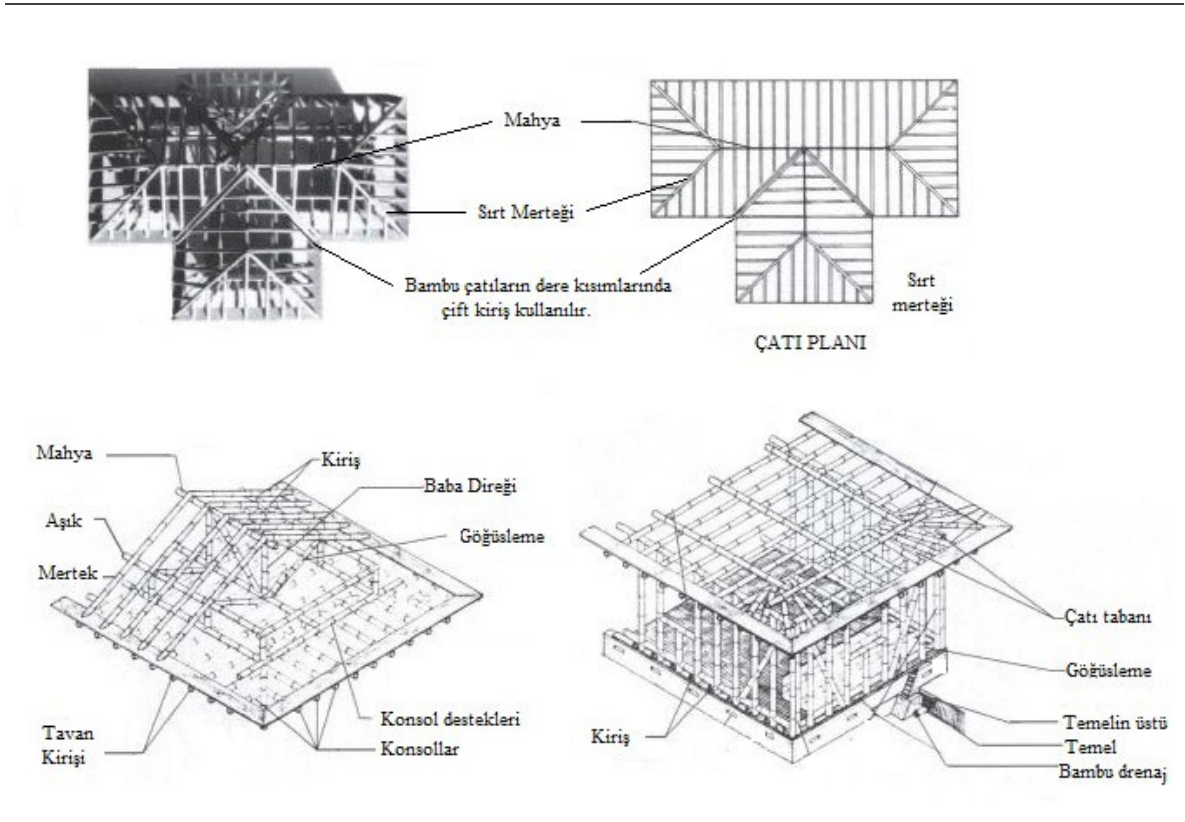 Mahya
Sırt Merteği
Bambu çatıların dere kısımlarında
çift kiriş kullanılır.
Sırt
merteği
ÇATI PLANI
Mahya
Kiriş
Baba Direği
Aşık
Göğüsleme
Mertek
Konsol destekleri
Tavan
Kirişi
Konsollar
Çatı tabanı
Göğüsleme
Kiriş
Temelin üstü
Temel
Bambu drenaj